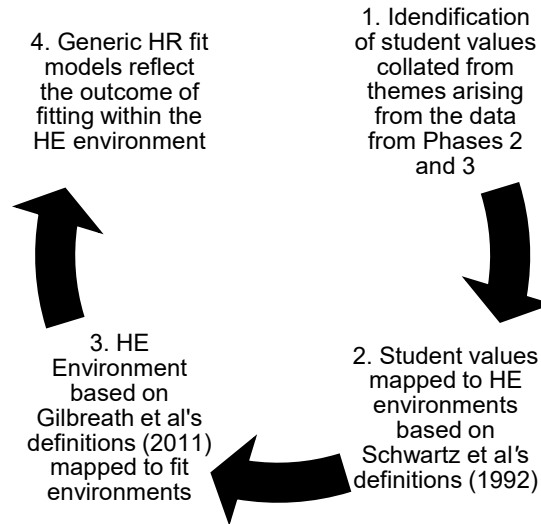 1. Idendification
of student values
collated from
themes arising
from the data
from Phases 2
and 3
2. Student values
mapped to HE
environments
based on
Schwartz et al's
definitions (1992)
3. HE
Environment
based on
Gilbreath et al's
definitions (2011)
mapped to fit
environments
4. Generic HR fit
models reflect
the outcome of
fitting within the
HE environment